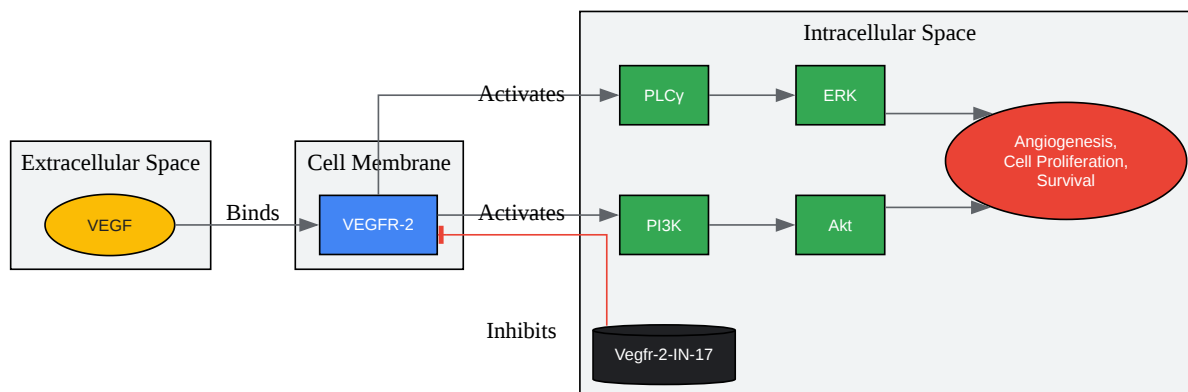 Intracellular Space
Activates
PLCγ
ERK
Angiogenesis,
Cell Proliferation,
Survival
Extracellular Space
Cell Membrane
VEGF
Binds
VEGFR-2
Activates
PI3K
Akt
Inhibits
Vegfr-2-IN-17